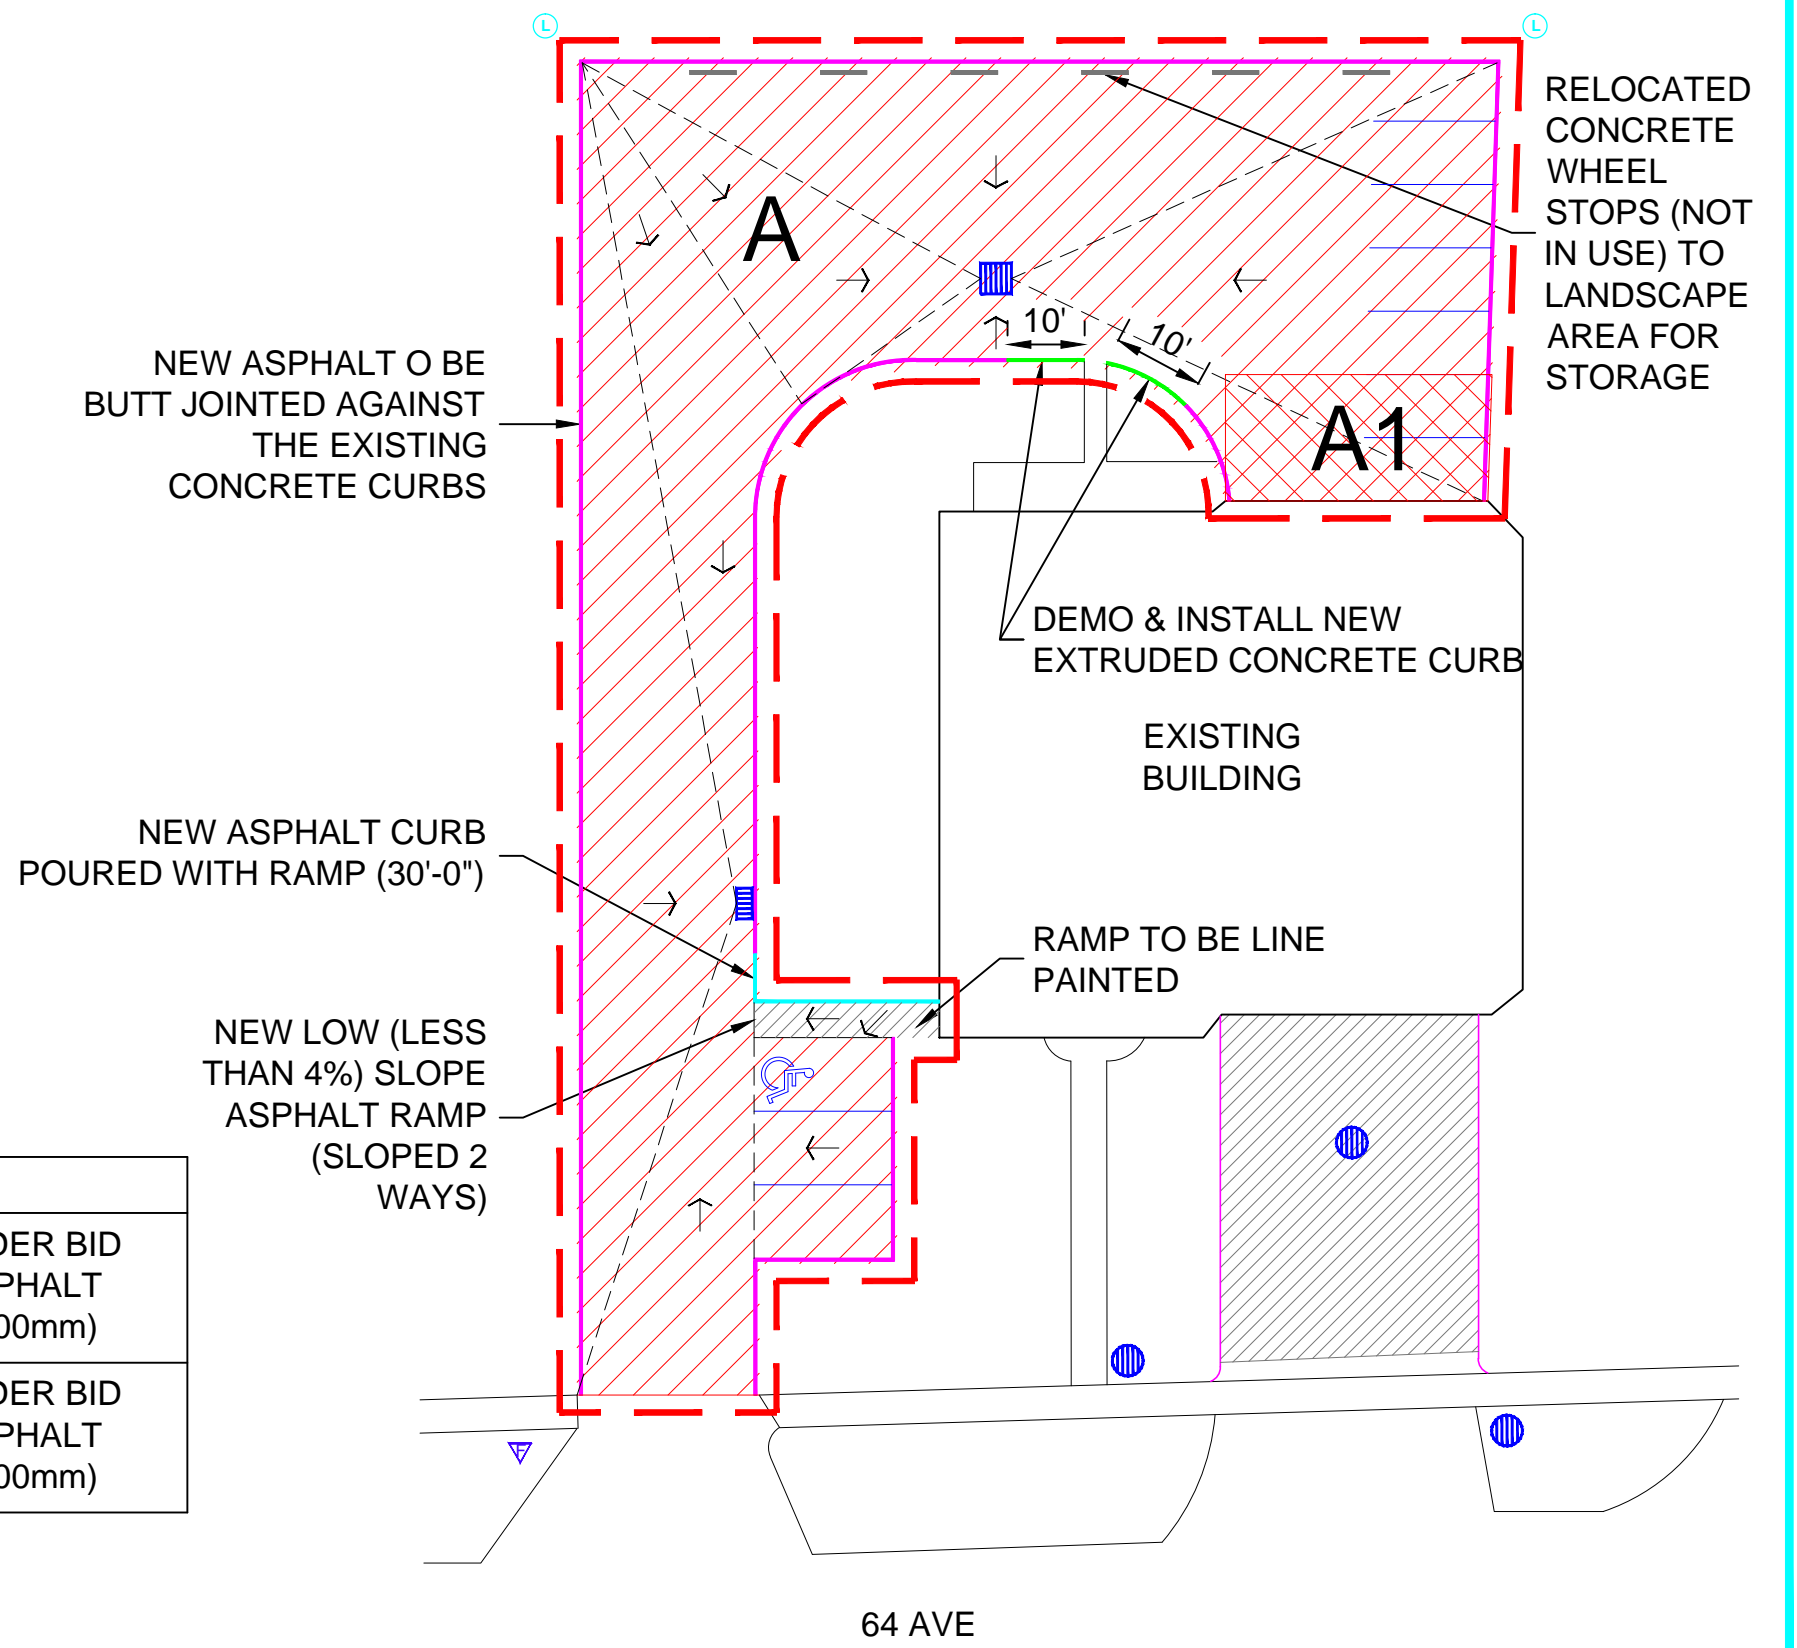 L
L
RELOCATED
CONCRETE
WHEEL
STOPS (NOT
IN USE) TO
LANDSCAPE
AREA FOR
STORAGE
A
10'
10'
NEW ASPHALT O BE
BUTT JOINTED AGAINST
THE EXISTING
CONCRETE CURBS
A1
DEMO & INSTALL NEW
EXTRUDED CONCRETE CURB
EXISTING
BUILDING
NEW ASPHALT CURB
POURED WITH RAMP (30'-0")
RAMP TO BE LINE
PAINTED
NEW LOW (LESS
THAN 4%) SLOPE
ASPHALT RAMP
(SLOPED 2
WAYS)
DER BID
PHALT
00mm)
DER BID
PHALT
00mm)
F
64 AVE